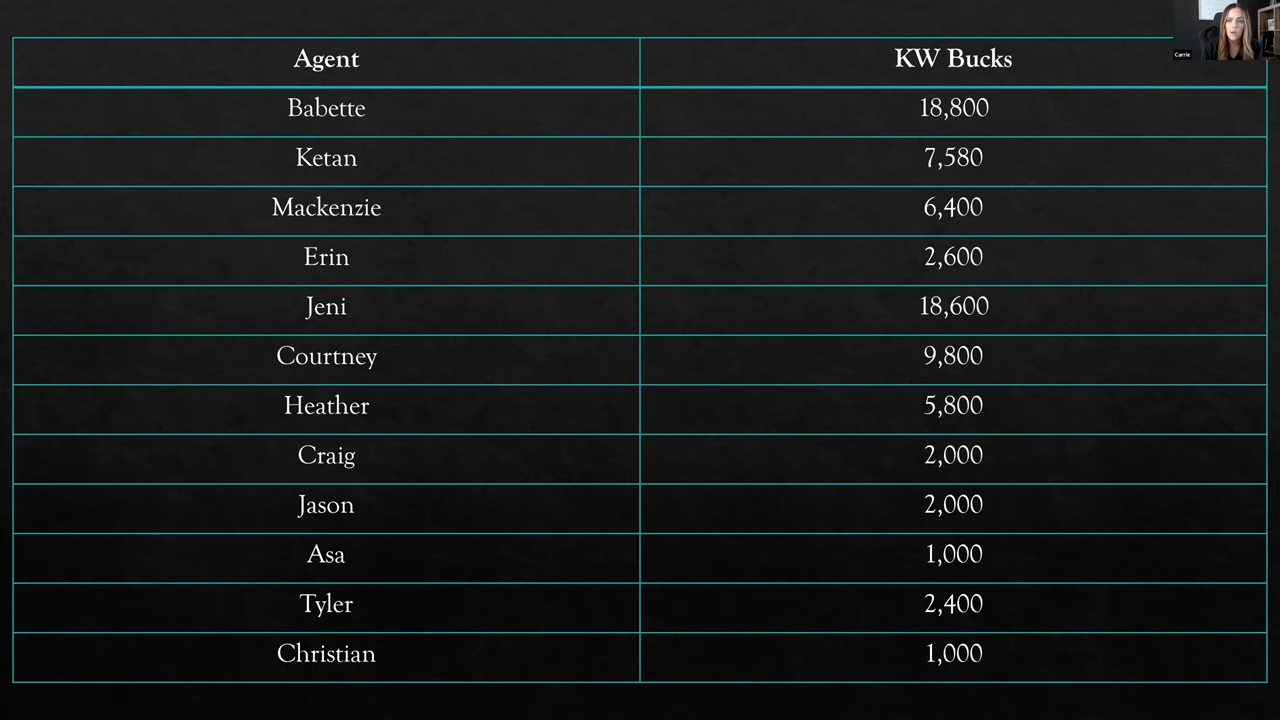 Agent KW Bucks
Babette 18,800
Ketan 7,580
Mackenzie 6,400
Erin 2,600
Jeni 18,600
Courtney 9,800
Heather 5,800
Craig 2,000
Jason 2,000
Asa 1,000
Tyler 2,400
Christian 1,000
Carrie